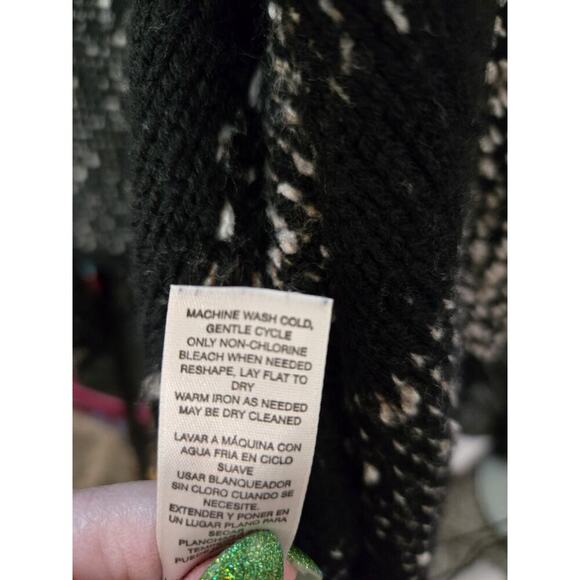 MACHINE WASH COLD,
GENTLE CYCLE
ONLY NON-CHLORINE
BLEACH WHEN NEEDED
RESHAPE, LAY FLAT TO
DRY
WARM IRON AS NEEDED
MAY BE DRY CLEANED
LAVAR A MÁQUINA CON
AGUA FRIA EN CICLO
SUAVE
USAR BLANQUEADOR
SIN CLORO CUANDO SE
NECESITE.
EXTENDER Y PONER EN
UN LUGAR PLANO PARA